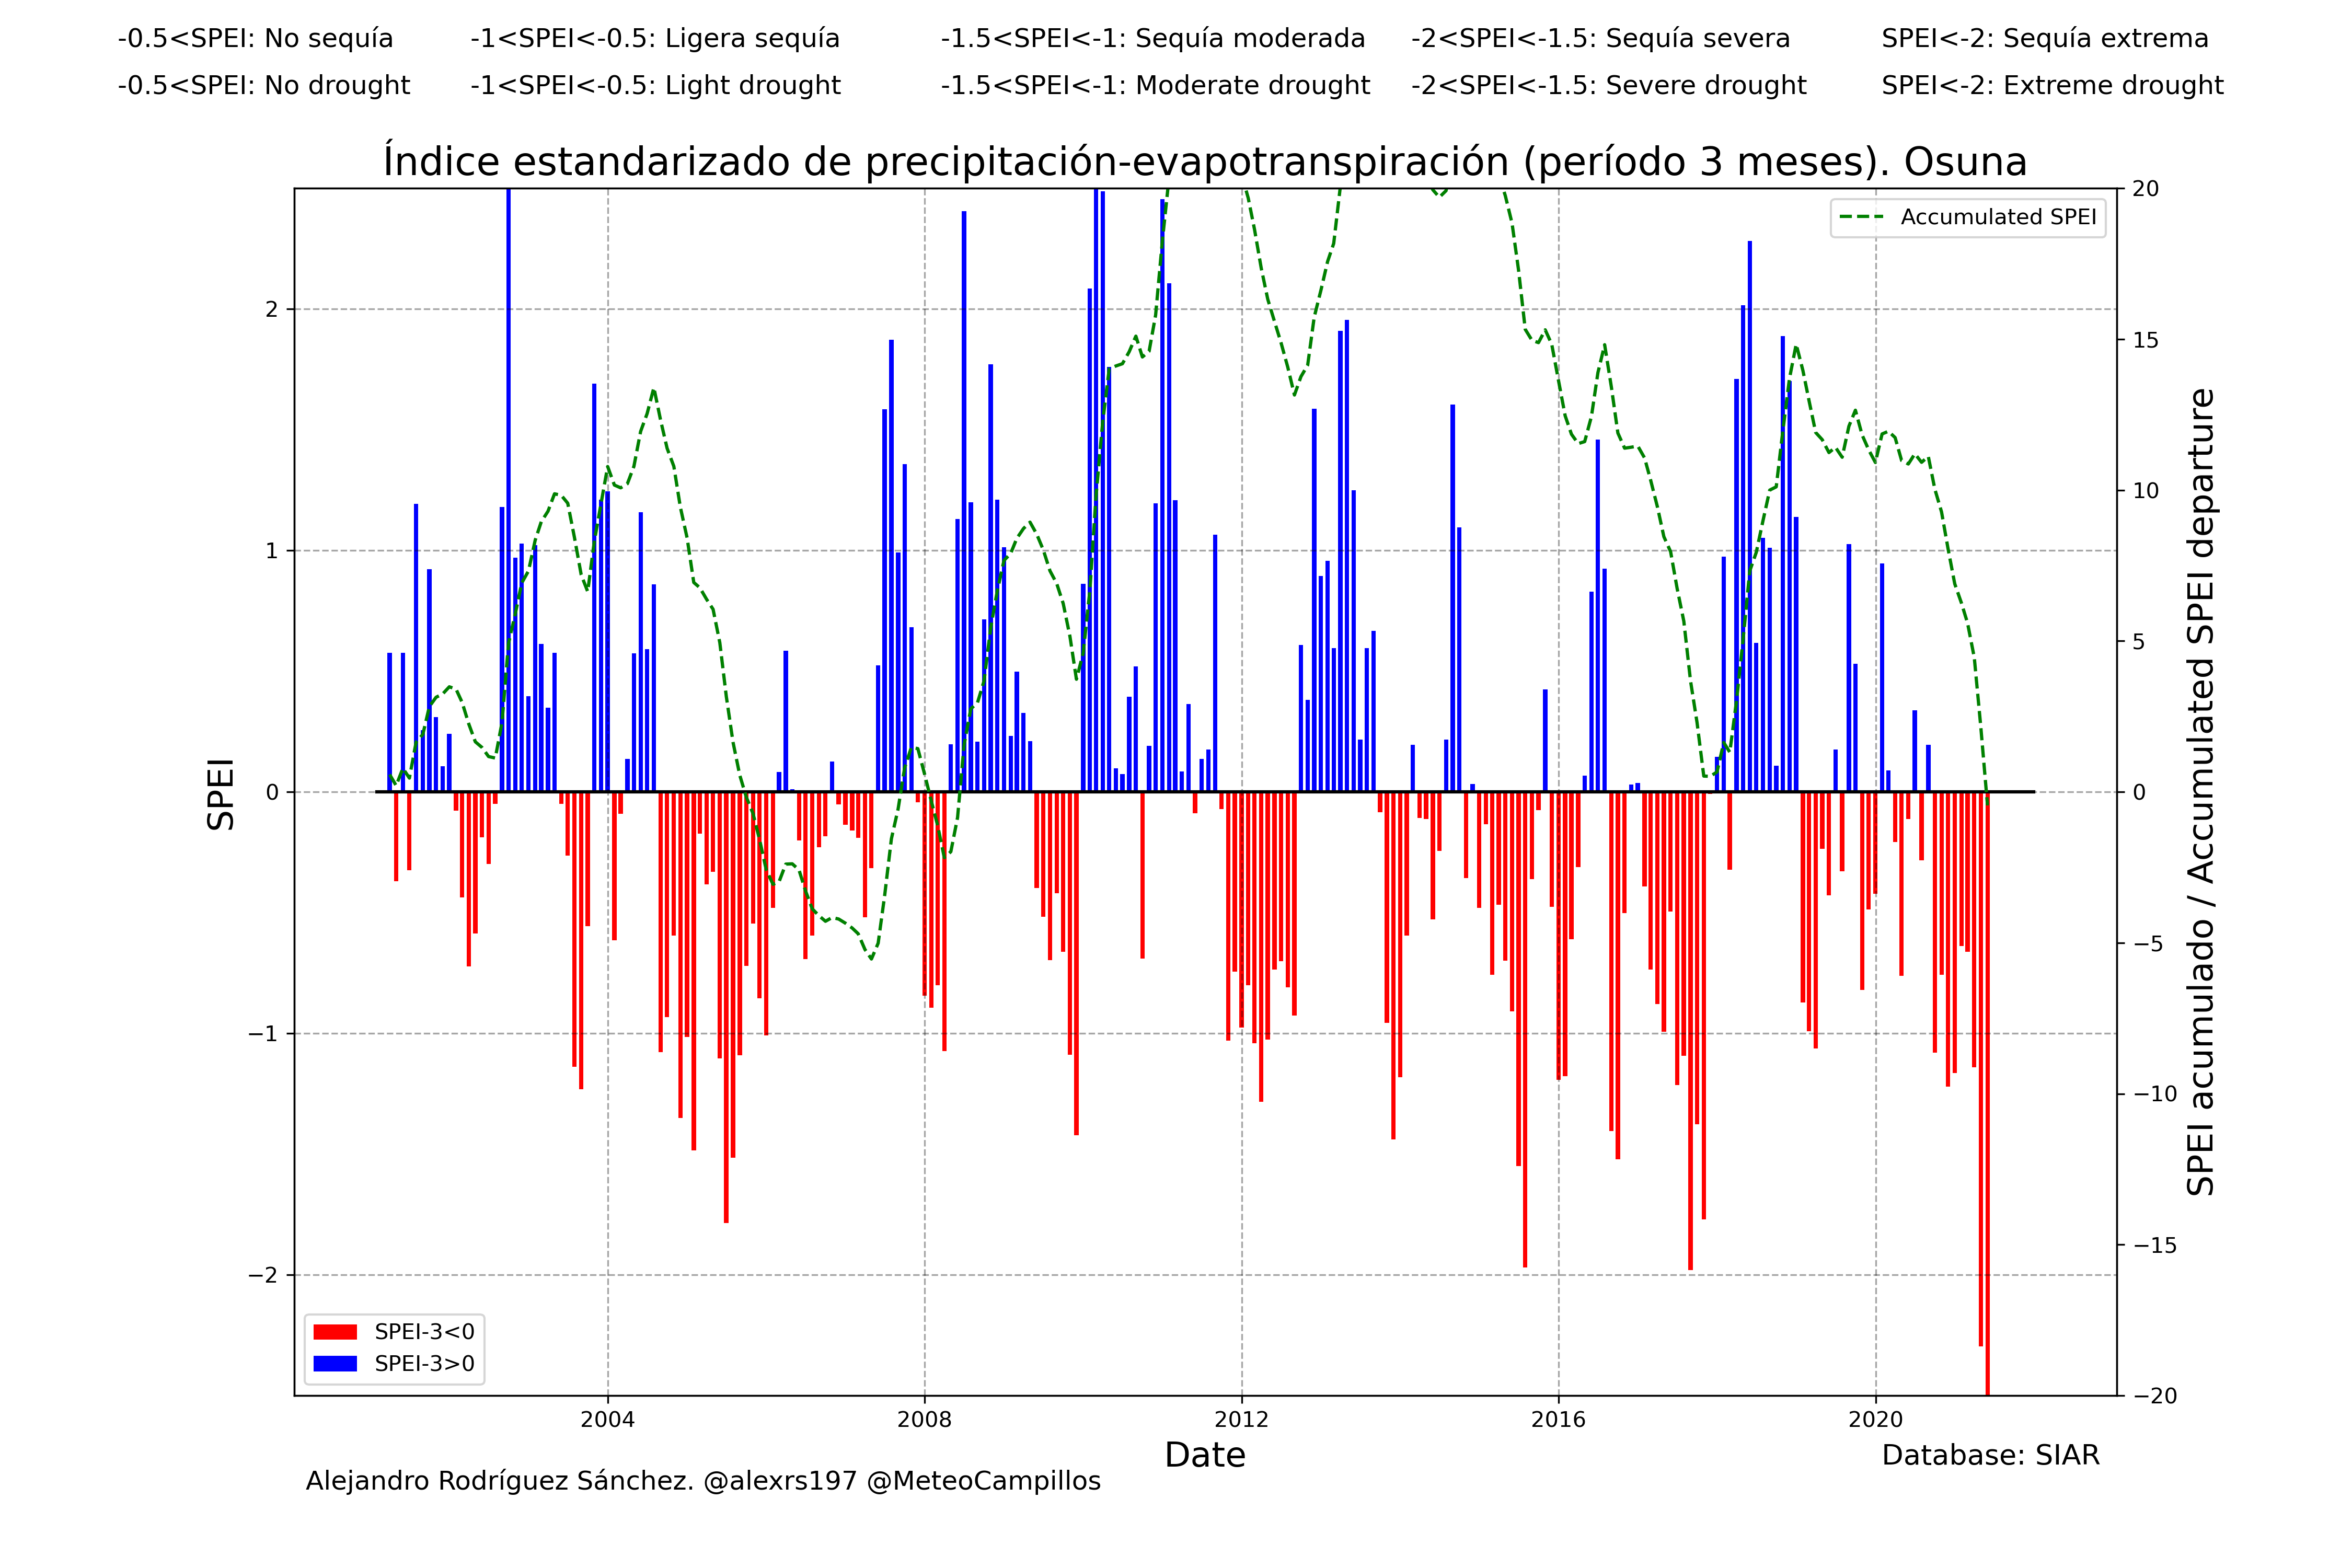 -0.5<SPEI: No sequía -1<SPEI<-0.5: Ligera sequía -1.5<SPEI<-1: Sequía moderada -2<SPEI<-1.5: Sequía severa SPEI<-2: Sequía extrema
-0.5<SPEI: No drought -1<SPEI<-0.5: Light drought -1.5<SPEI<-1: Moderate drought -2<SPEI<-1.5: Severe drought SPEI<-2: Extreme drought
Índice estandarizado de precipitación-evapotranspiración (período 3 meses). Osuna
Accumulated SPEI
SPEI
2
1
0
−1
−2
20
15
10
5
0
−5
−10
−15
−20
SPEI acumulado / Accumulated SPEI departure
SPEI-3<0
SPEI-3>0
2004 2008 2012 2016 2020
Date
Database: SIAR
Alejandro Rodríguez Sánchez. @alexrs197 @MeteoCampillos